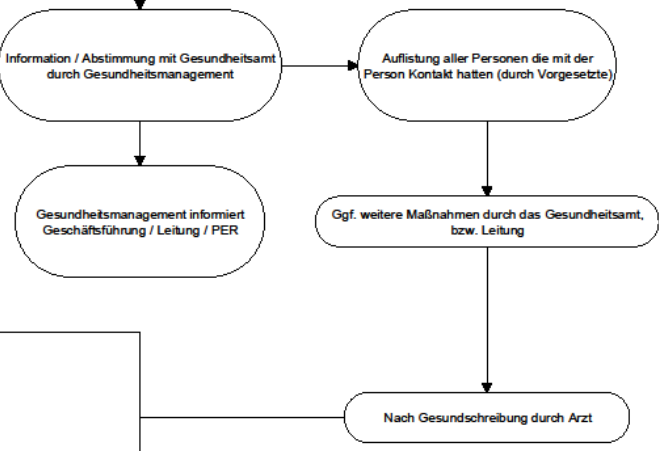 Information / Abstimmung mit Gesundheitsamt
durch Gesundheitsmanagement
Auflistung aller Personen die mit der
Person Kontakt hatten (durch Vorgesetzte)
Gesundheitsmanagement informiert
Geschäftsführung / Leitung / PER
Ggf. weitere Maßnahmen durch das Gesundheitsamt,
bzw. Leitung
Nach Gesundschreibung durch Arzt